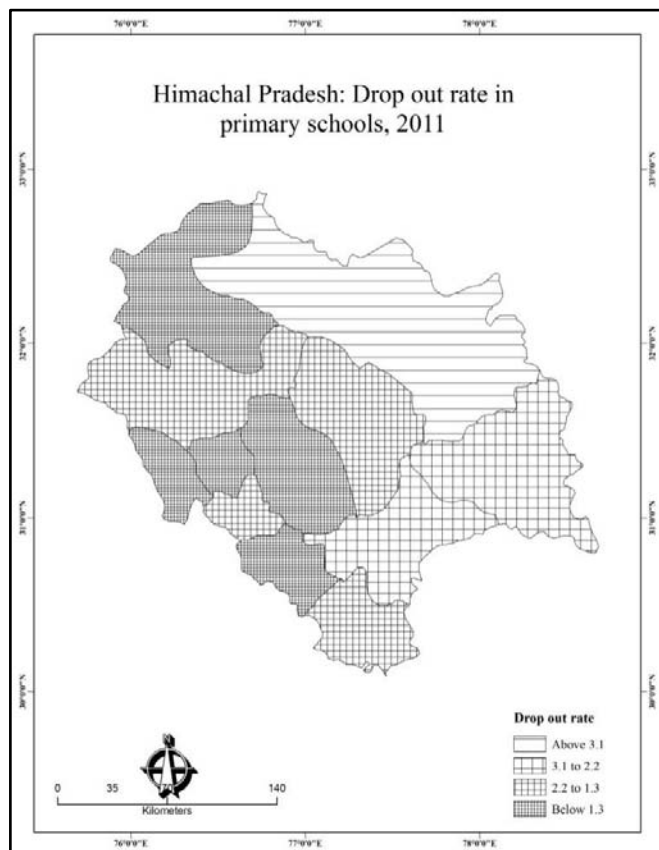 76°0'0"E 77°0'0"E 78°0'0"E
Himachal Pradesh: Drop out rate in
primary schools, 2011
33°0'0"N 33°0'0"N
32°0'0"N 32°0'0"N
31°0'0"N 31°0'0"N
30°0'0"N 30°0'0"N
Drop out rate
Above 3.1
3.1 to 2.2
2.2 to 1.3
Below 1.3
N
0 35 70 140
Kilometers
76°0'0"E 77°0'0"E 78°0'0"E